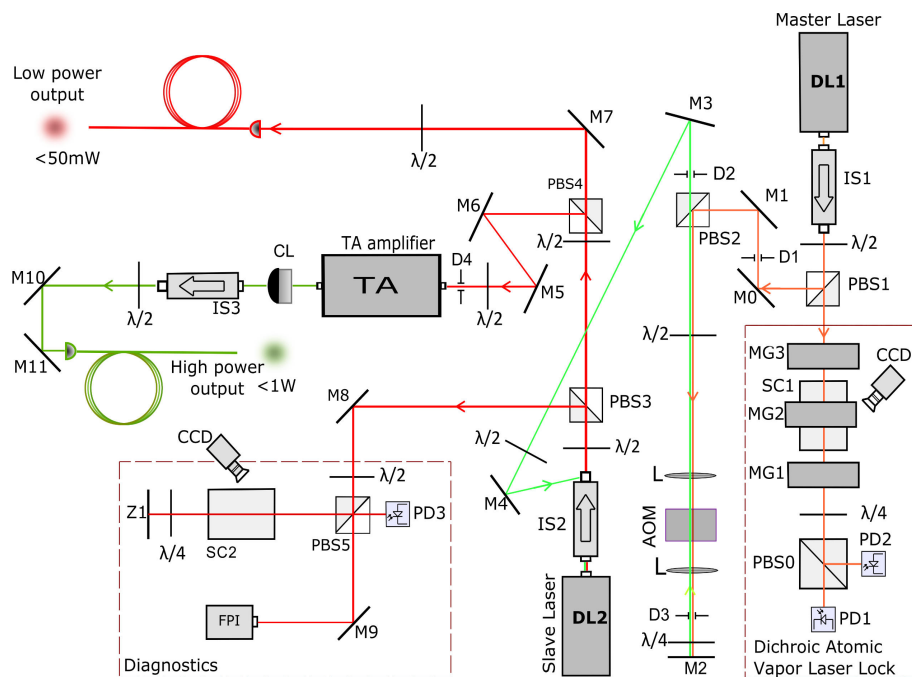 Master Laser
DL1
Low power
output
<50mW
λ/2
M7
M3
D2
M1
IS1
PBS4
λ/2
M6
PBS2
λ/2
D1
M0
PBS1
TA amplifier
TA
CL
D4
λ/2
M5
M10
λ/2
IS3
M11
High power
output
<1W
λ/2
MG3
CCD
SC1
MG2
MG1
M8
PBS3
λ/2
λ/2
M4
CCD
λ/2
Z1
λ/4
SC2
PBS5
PD3
IS2
L
AOM
L
λ/4
PBS0
PD2
PD1
FPI
M9
Slave Laser
DL2
D3
λ/4
M2
Diagnostics
Dichroic Atomic
Vapor Laser Lock